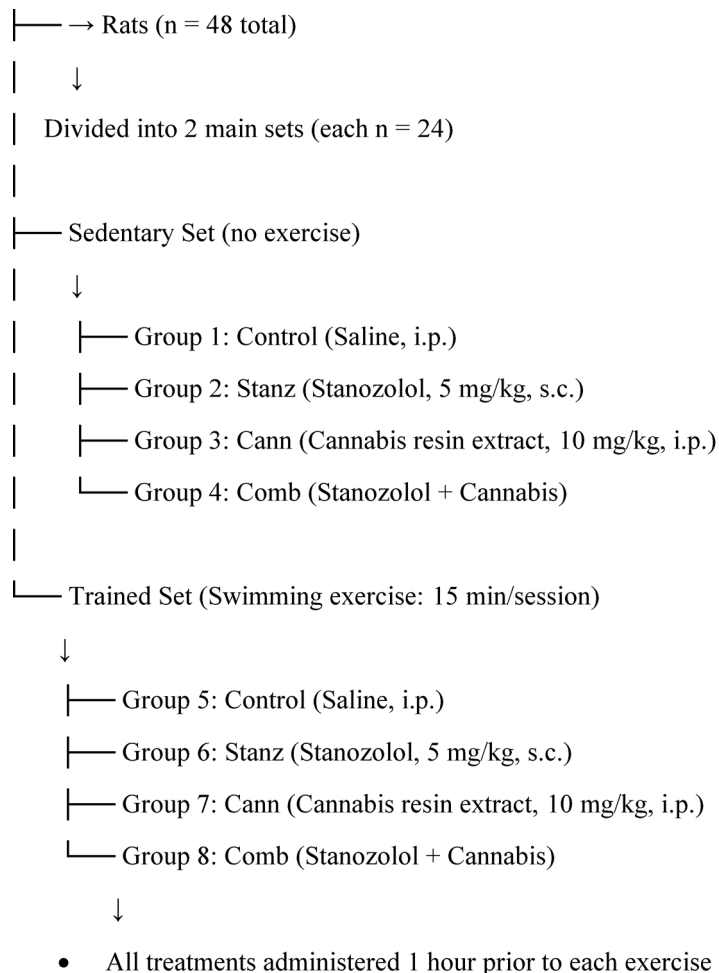 → Rats (n = 48 total)
↓
Divided into 2 main sets (each n = 24)
Sedentary Set (no exercise)
↓
Group 1: Control (Saline, i.p.)
Group 2: Stanz (Stanozolol, 5 mg/kg, s.c.)
Group 3: Cann (Cannabis resin extract, 10 mg/kg, i.p.)
Group 4: Comb (Stanozolol + Cannabis)
Trained Set (Swimming exercise: 15 min/session)
↓
Group 5: Control (Saline, i.p.)
Group 6: Stanz (Stanozolol, 5 mg/kg, s.c.)
Group 7: Cann (Cannabis resin extract, 10 mg/kg, i.p.)
Group 8: Comb (Stanozolol + Cannabis)
↓
• All treatments administered 1 hour prior to each exercise